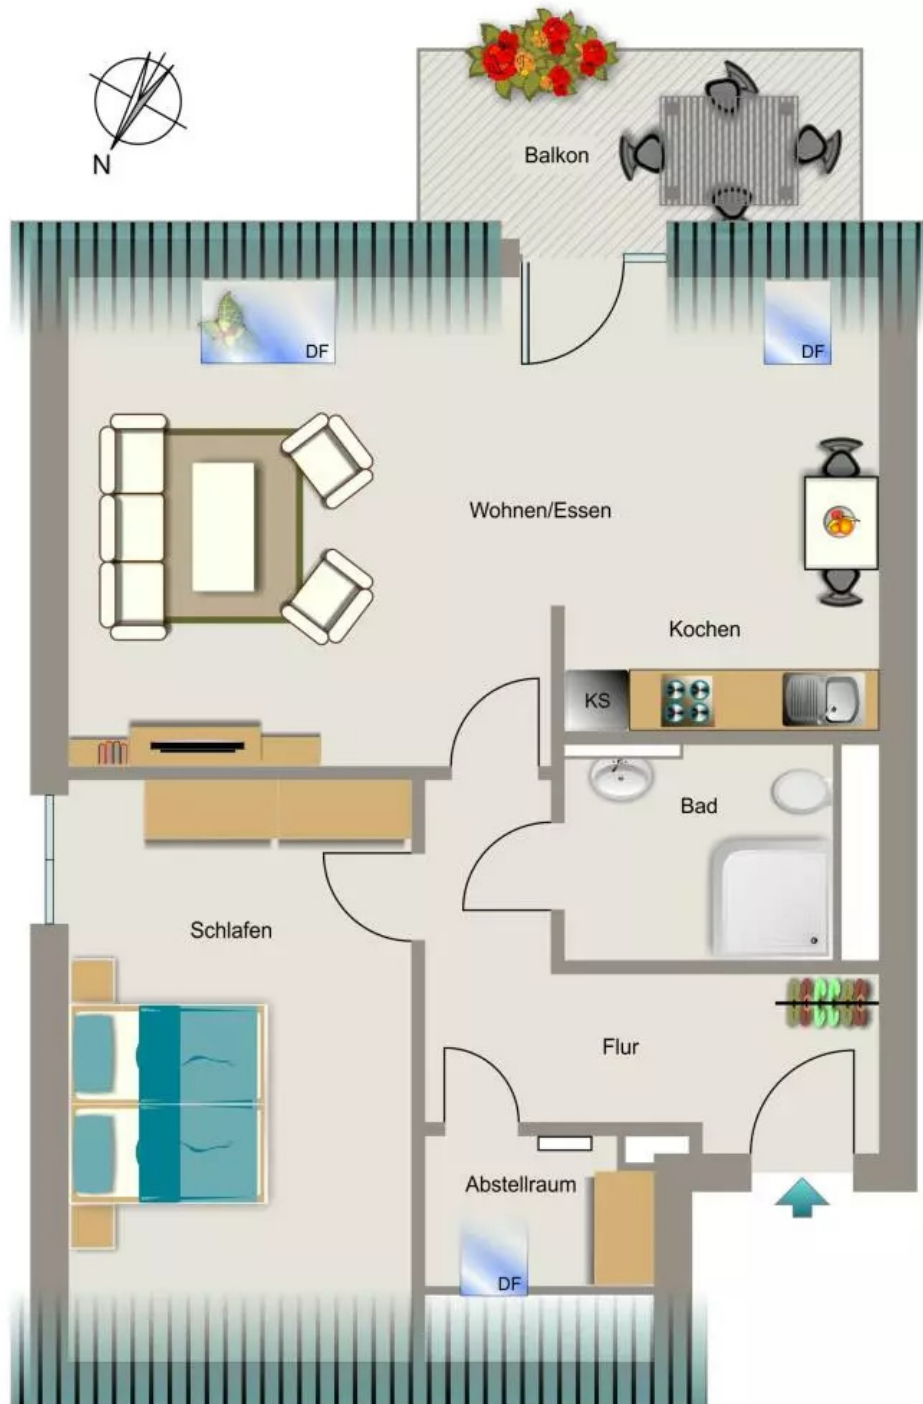 N
Balkon
DF
DF
Wohnen/Essen
Kochen
KS
Bad
Schlafen
Flur
Abstellraum
DF